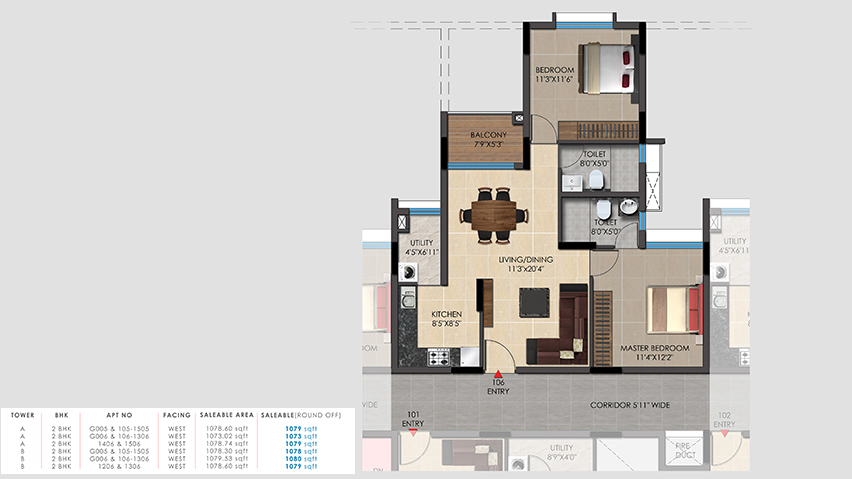 BEDROOM
11'3"X11'6"
BALCONY
7'9"X5'3"
TOILET
8'0"X5'0"
TOILET
8'0"X5'0"
UTILITY
4'5"X6'11"
LIVING/DINING
11'3"X20'4"
KITCHEN
8'5"X8'5"
MASTER BEDROOM
11'4"X12'2"
UTILITY
4'5"X6'11"
OOM
106
ENTRY
CORRIDOR 5'11" WIDE
WIDE
101
ENTRY
102
ENTRY
UTILITY
8'9"X4'0"
FIRE
DUCT
TOWER BHK APT NO FACING SALEABLE AREA SALEABLE(ROUND OFF)
A 2 BHK G005 & 105-1505 WEST 1078.60 sqft 1079 sqft
A 2 BHK G006 & 106-1306 WEST 1073.02 sqft 1073 sqft
A 2 BHK 1406 & 1506 WEST 1078.74 sqft 1079 sqft
B 2 BHK G005 & 105-1505 WEST 1078.30 sqft 1078 sqft
B 2 BHK G006 & 106-1306 WEST 1079.53 sqft 1080 sqft
B 2 BHK 1206 & 1306 WEST 1078.60 sqft 1079 sqft